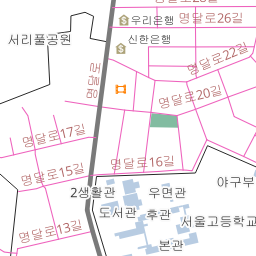 명달로26길
우리은행
서리풀공원
신한은행
명달로22길
명달로
명달로20길
명달로17길
명달로16길
명달로15길
야구부
2생활관
우면관
도서관
후관
서울고등학교
명달로13길
본관